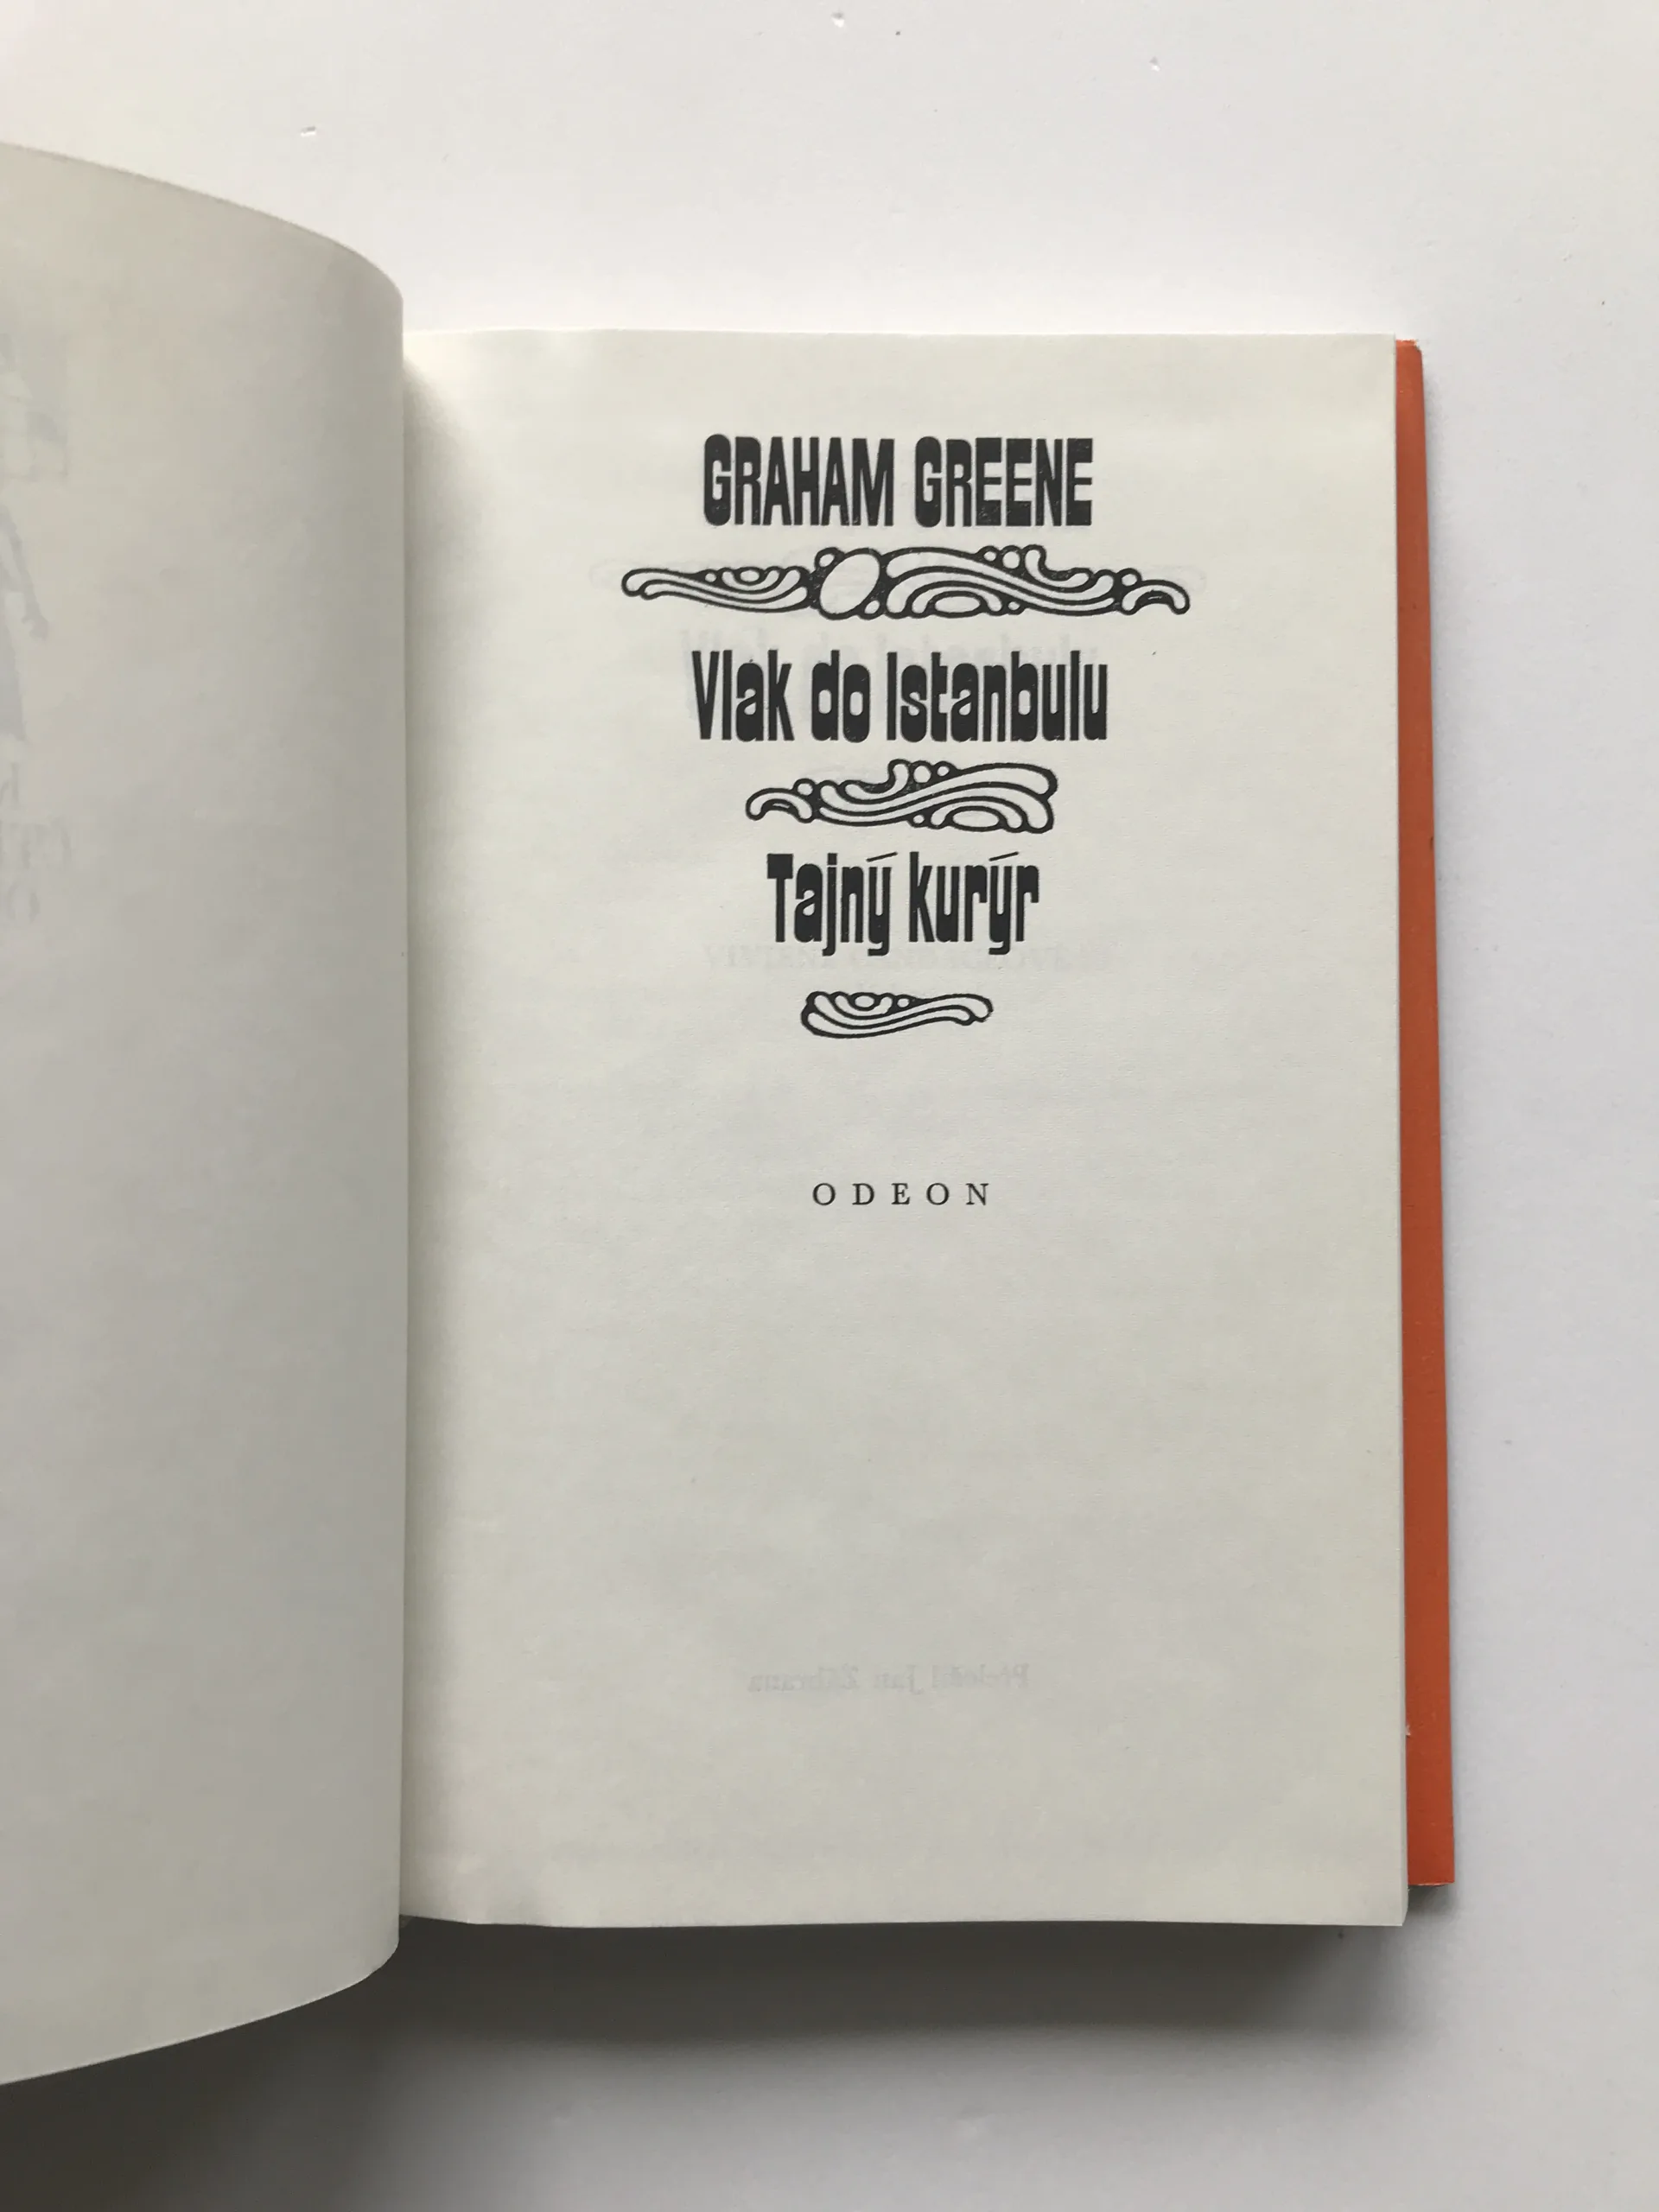 GRAHAM GREENE
Vlak do Istanbulu
Tajný kurýr
ODEON